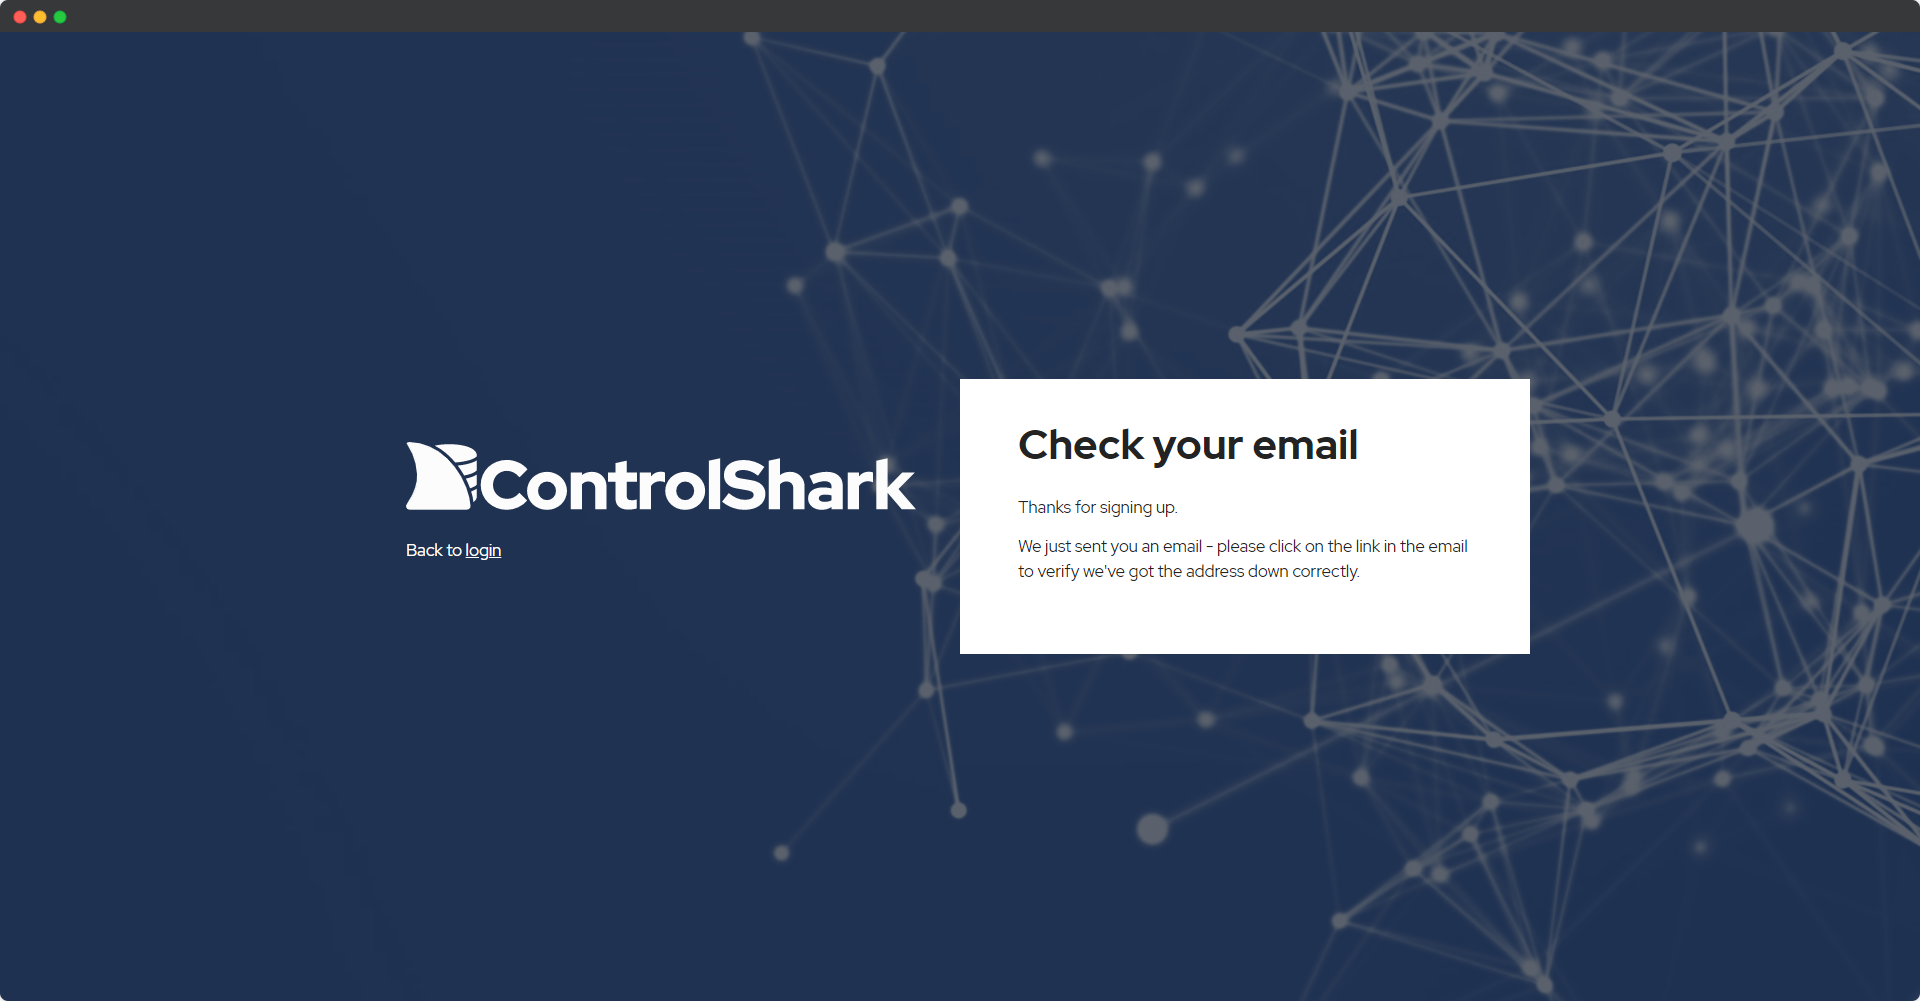 ControlShark
Back to login
Check your email
Thanks for signing up.
We just sent you an email - please click on the link in the email
to verify we've got the address down correctly.